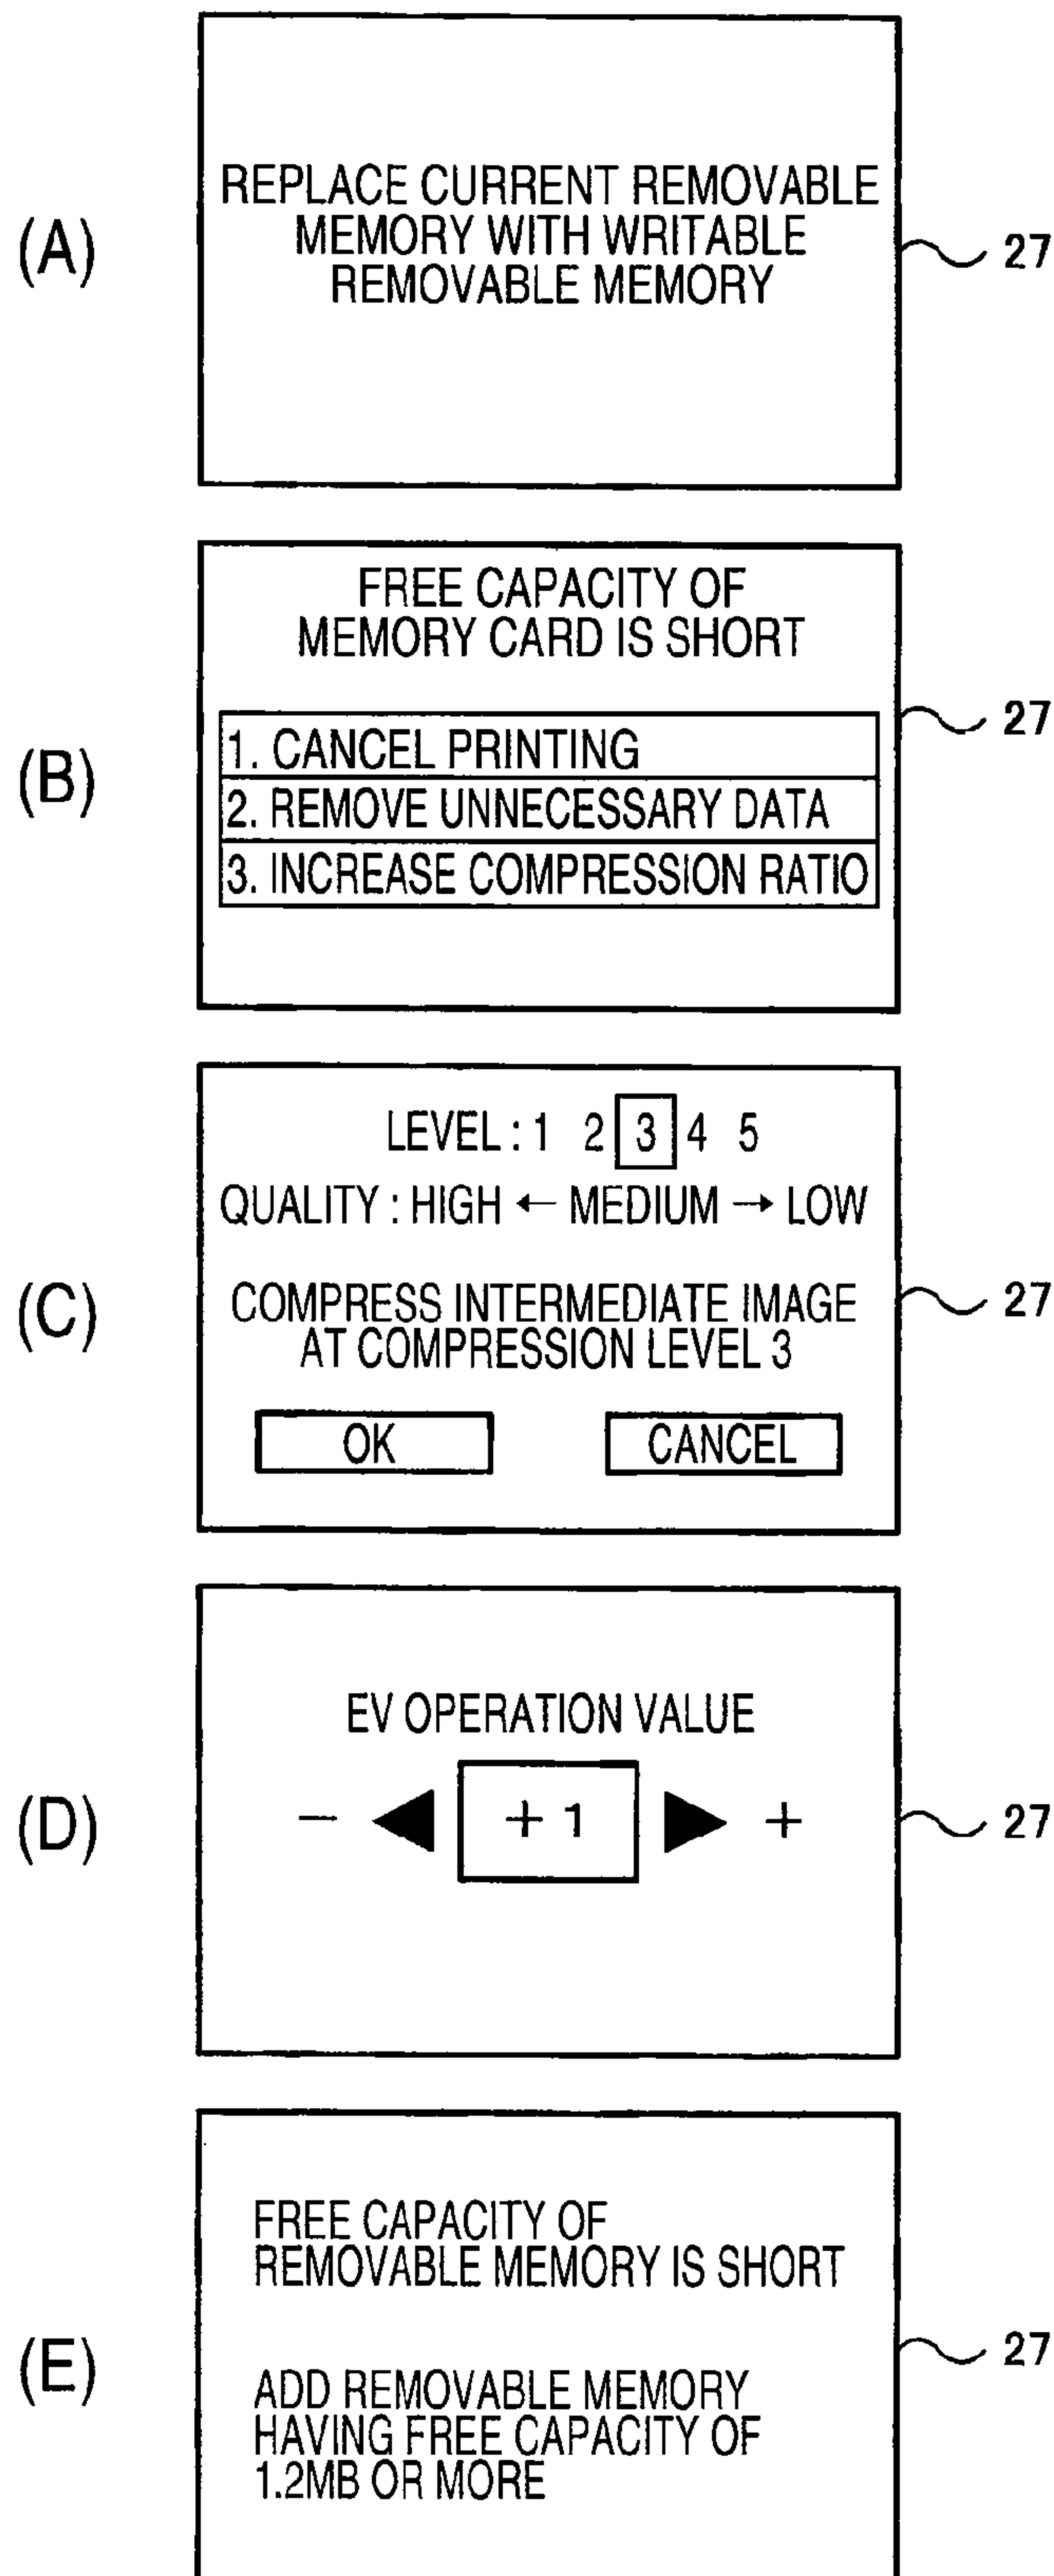 (A)
REPLACE CURRENT REMOVABLE
MEMORY WITH WRITABLE
REMOVABLE MEMORY
27
(B)
FREE CAPACITY OF
MEMORY CARD IS SHORT
1. CANCEL PRINTING
2. REMOVE UNNECESSARY DATA
3. INCREASE COMPRESSION RATIO
27
(C)
LEVEL : 1 2 3 4 5
QUALITY : HIGH ← MEDIUM → LOW
COMPRESS INTERMEDIATE IMAGE
AT COMPRESSION LEVEL 3
OK CANCEL
27
(D)
EV OPERATION VALUE
− ◀ +1 ▶ +
27
(E)
FREE CAPACITY OF
REMOVABLE MEMORY IS SHORT
ADD REMOVABLE MEMORY
HAVING FREE CAPACITY OF
1.2MB OR MORE
27